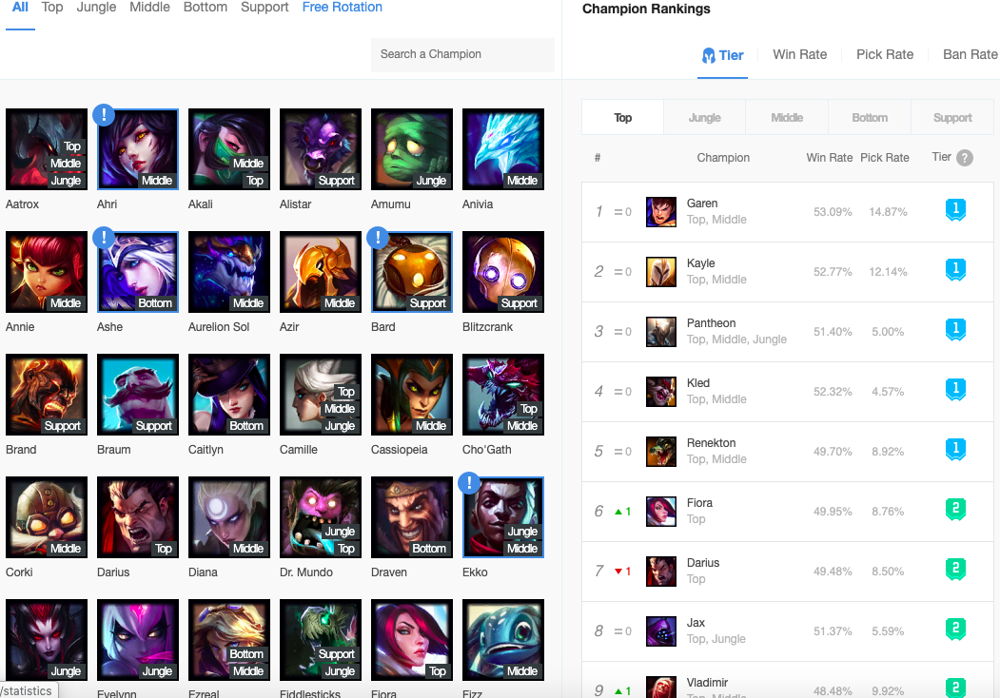 All Top Jungle Middle Bottom Support Free Rotation
Search a Champion
! Top Middle Jungle
Middle
Middle Top
Support
Jungle
Middle
Aatrox Ahri Akali Alistar Amumu Anivia
Middle
! Bottom
Middle
Middle
! Support
Support
Annie Ashe Aurelion Sol Azir Bard Blitzcrank
Support
Support
Bottom
Top Middle Jungle
Middle
Top Middle
Brand Braum Caitlyn Camille Cassiopeia Cho'Gath
Middle
Top
Middle
Jungle Top
Bottom
! Jungle Middle
Corki Darius Diana Dr. Mundo Draven Ekko
Jungle
Jungle
Bottom Middle
Support Jungle
Top
Middle
/statistics Evelynn Ezreal Fiddlesticks Fiora Fizz
Champion Rankings
Tier Win Rate Pick Rate Ban Rate
Top Jungle Middle Bottom Support
# Champion Win Rate Pick Rate Tier ?
1 = 0 Garen 53.09% 14.87% 1
Top, Middle
2 = 0 Kayle 52.77% 12.14% 1
Top, Middle
3 = 0 Pantheon 51.40% 5.00% 1
Top, Middle, Jungle
4 = 0 Kled 52.32% 4.57% 1
Top, Middle
5 = 0 Renekton 49.70% 8.92% 1
Top, Middle
6 ▲ 1 Fiora 49.95% 8.76% 2
Top
7 ▼ 1 Darius 49.48% 8.50% 2
Top
8 = 0 Jax 51.37% 5.59% 2
Top, Jungle
9 ▲ 1 Vladimir 48.48% 9.92% 2
Top, Middle